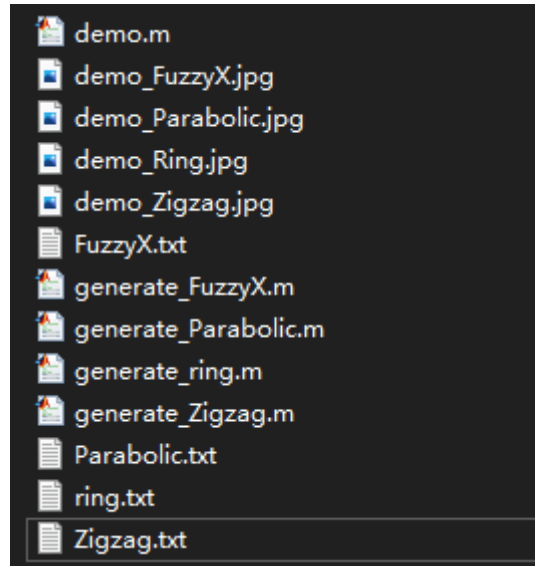 demo.m
demo_FuzzyX.jpg
demo_Parabolic.jpg
demo_Ring.jpg
demo_Zigzag.jpg
FuzzyX.txt
generate_FuzzyX.m
generate_Parabolic.m
generate_ring.m
generate_Zigzag.m
Parabolic.txt
ring.txt
Zigzag.txt